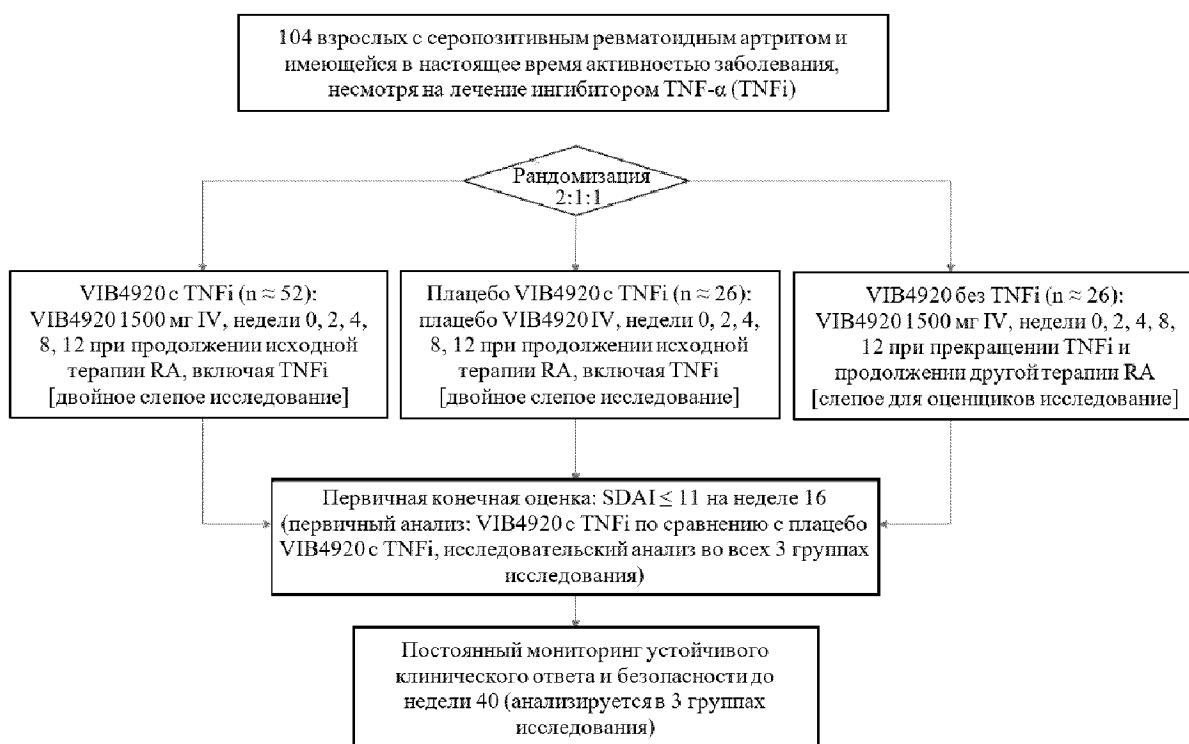 104 взрослых с серопозитивным ревматоидным артритом и
имеющейся в настоящее время активностью заболевания,
несмотря на лечение ингибитором TNF-α (TNFi)
Рандомизация
2:1:1
VIB4920 с TNFi (n ≈ 52):
VIB4920 1500 мг IV, недели 0, 2, 4,
8, 12 при продолжении исходной
терапии RA, включая TNFi
[двойное слепое исследование]
Плацебо VIB4920 с TNFi (n ≈ 26):
плацебо VIB4920 IV, недели 0, 2, 4,
8, 12 при продолжении исходной
терапии RA, включая TNFi
[двойное слепое исследование]
VIB4920 без TNFi (n ≈ 26):
VIB4920 1500 мг IV, недели 0, 2, 4, 8,
12 при прекращении TNFi и
продолжении другой терапии RA
[слепое для оценщиков исследование]
Первичная конечная оценка: SDAI ≤ 11 на неделе 16
(первичный анализ: VIB4920 с TNFi по сравнению с плацебо
VIB4920 с TNFi, исследовательский анализ во всех 3 группах
исследования)
Постоянный мониторинг устойчивого
клинического ответа и безопасности до
недели 40 (анализируется в 3 группах
исследования)